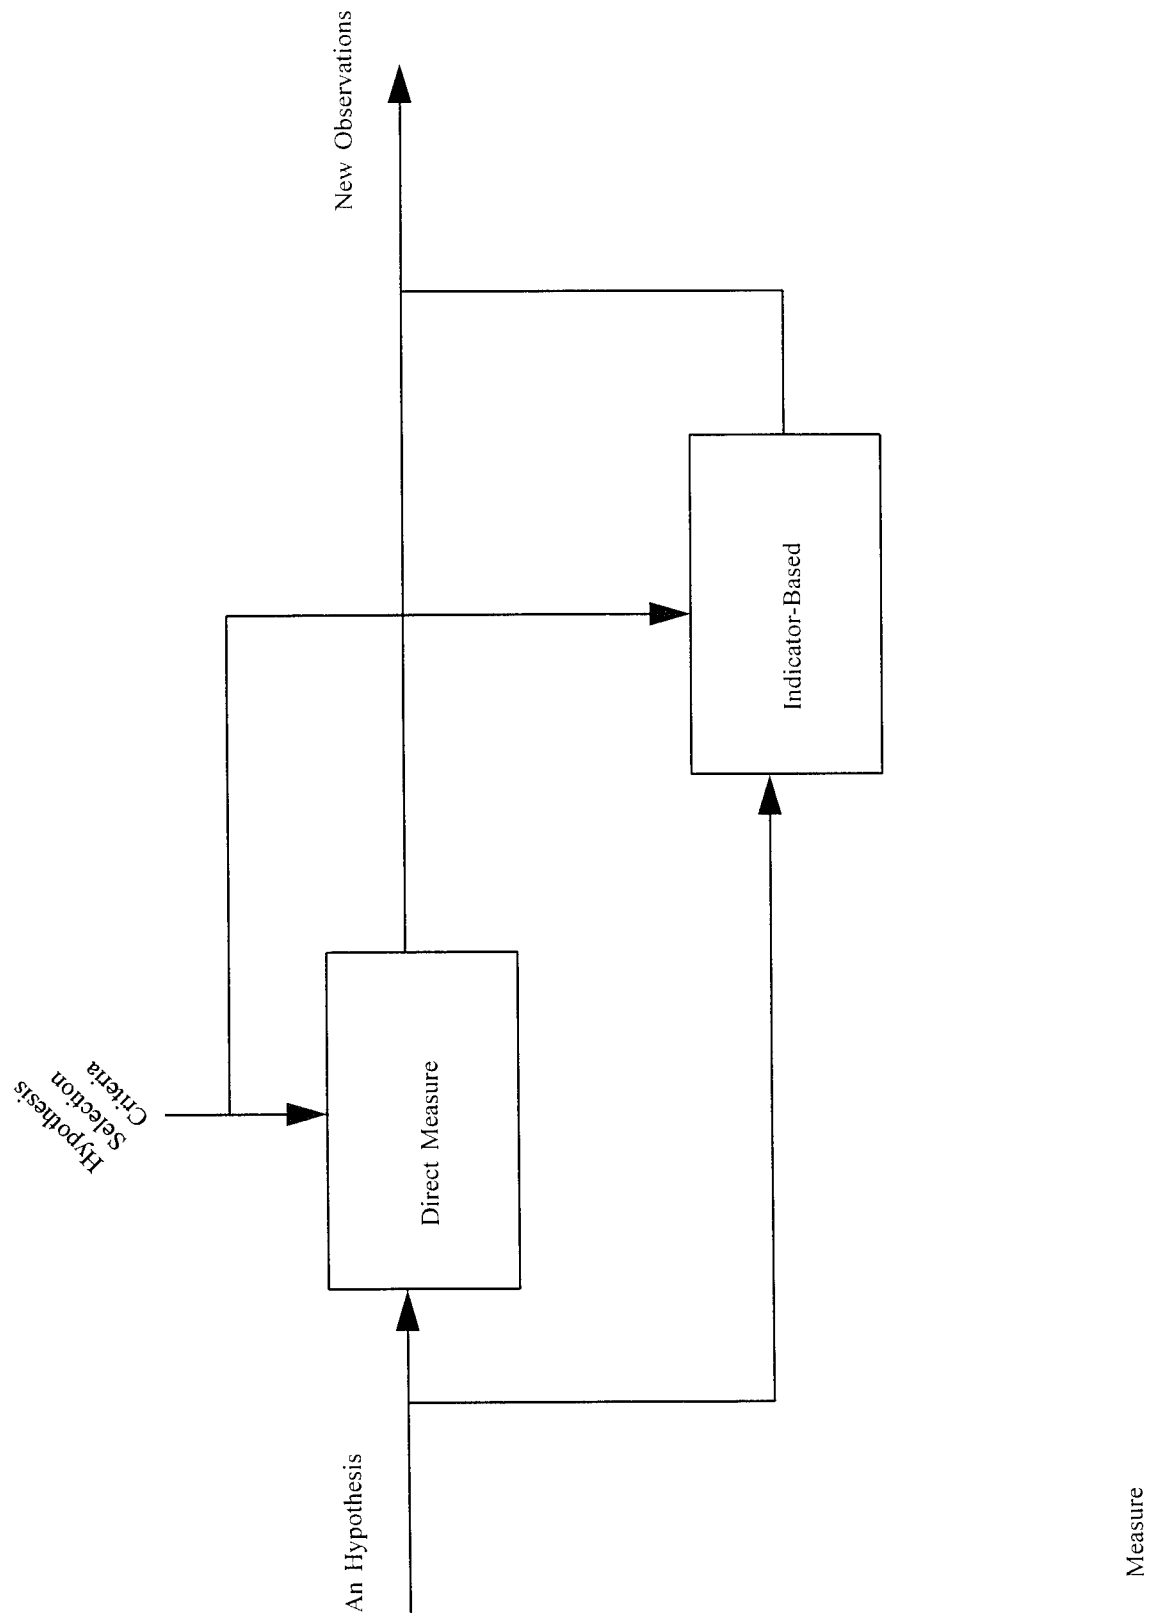 Hypothesis
Selection
Criteria
An Hypothesis
New Observations
Direct Measure
Indicator-Based
Measure